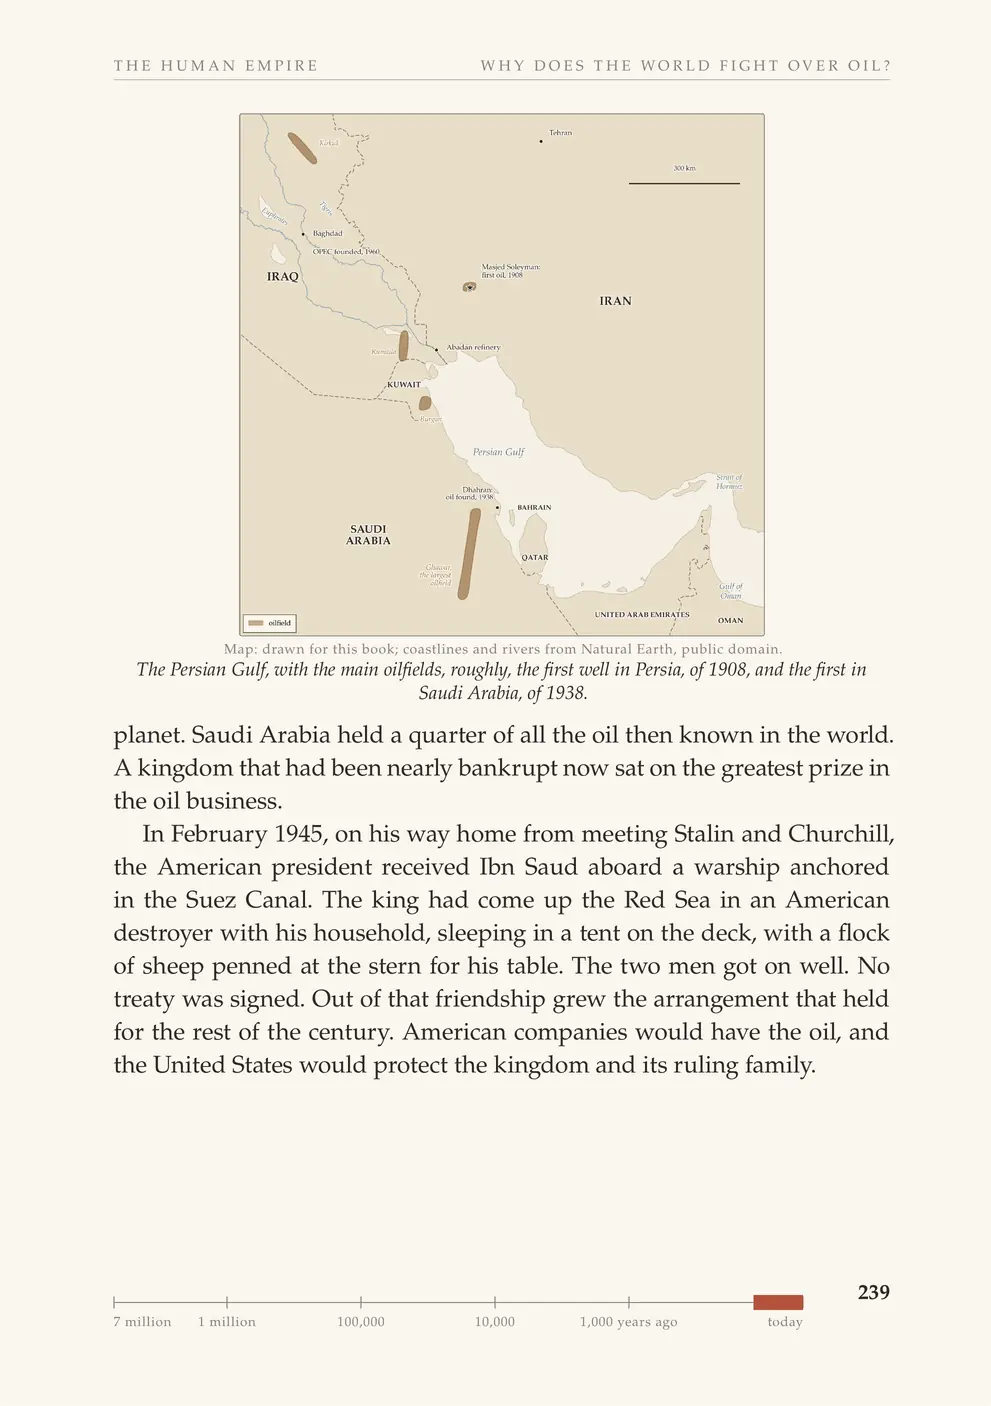 THE HUMAN EMPIRE
WHY DOES THE WORLD FIGHT OVER OIL?
Kirkuk
Tehran
300 km
Euphrates
Tigris
Baghdad
OPEC founded, 1960
IRAQ
Masjed Soleyman:
first oil, 1908
IRAN
Rumaila
Abadan refinery
KUWAIT
Burgan
Persian Gulf
Strait of
Hormuz
Dhahran:
oil found, 1938
BAHRAIN
SAUDI
ARABIA
QATAR
Ghawar,
the largest
oilfield
Gulf of
Oman
UNITED ARAB EMIRATES
OMAN
oilfield
Map: drawn for this book; coastlines and rivers from Natural Earth, public domain.
The Persian Gulf, with the main oilfields, roughly, the first well in Persia, of 1908, and the first in
Saudi Arabia, of 1938.
planet. Saudi Arabia held a quarter of all the oil then known in the world.
A kingdom that had been nearly bankrupt now sat on the greatest prize in
the oil business.
In February 1945, on his way home from meeting Stalin and Churchill,
the American president received Ibn Saud aboard a warship anchored
in the Suez Canal. The king had come up the Red Sea in an American
destroyer with his household, sleeping in a tent on the deck, with a flock
of sheep penned at the stern for his table. The two men got on well. No
treaty was signed. Out of that friendship grew the arrangement that held
for the rest of the century. American companies would have the oil, and
the United States would protect the kingdom and its ruling family.
239
7 million
1 million
100,000
10,000
1,000 years ago
today